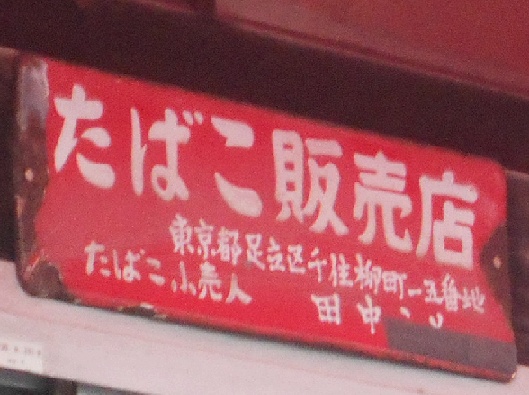 たばこ販売店
東京都足立区千住柳町一五番地
たばこ小売人 田中